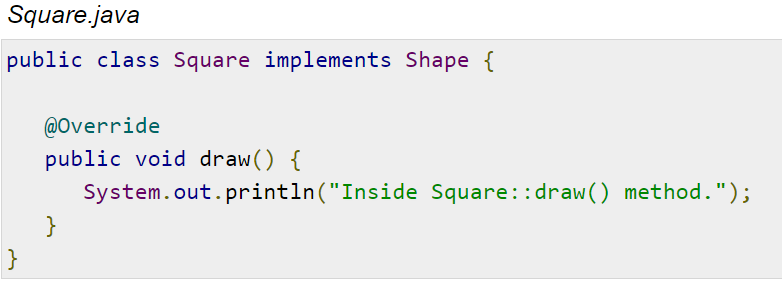 Square.java
public class Square implements Shape {
@Override
public void draw() {
System.out.println("Inside Square::draw() method.");
}
}